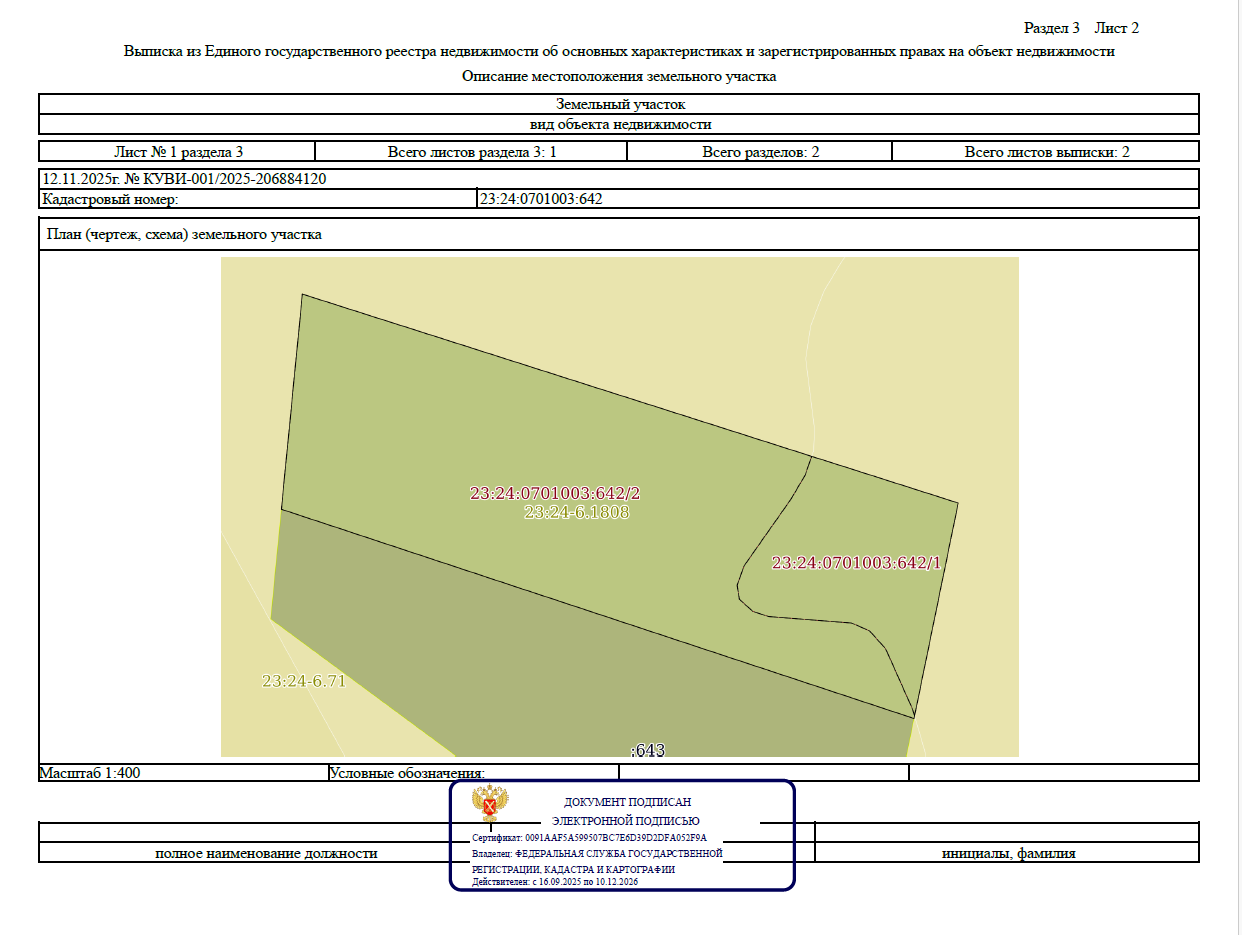 Раздел 3 Лист 2
Выписка из Единого государственного реестра недвижимости об основных характеристиках и зарегистрированных правах на объект недвижимости
Описание местоположения земельного участка
Земельный участок
вид объекта недвижимости
Лист № 1 раздела 3 Всего листов раздела 3: 1 Всего разделов: 2 Всего листов выписки: 2
12.11.2025г. № КУВИ-001/2025-206884120
Кадастровый номер: 23:24:0701003:642
План (чертеж, схема) земельного участка
23:24:0701003:642/2
23:24-6.1808
23:24:0701003:642/1
23:24-6.71
:643
Масштаб 1:400 Условные обозначения:
ДОКУМЕНТ ПОДПИСАН
ЭЛЕКТРОННОЙ ПОДПИСЬЮ
Сертификат: 0091AAF5A599507BC7E6D39D2DFA052F9A
Владелец: ФЕДЕРАЛЬНАЯ СЛУЖБА ГОСУДАРСТВЕННОЙ
РЕГИСТРАЦИИ, КАДАСТРА И КАРТОГРАФИИ
Действителен: с 16.09.2025 по 10.12.2026
полное наименование должности инициалы, фамилия